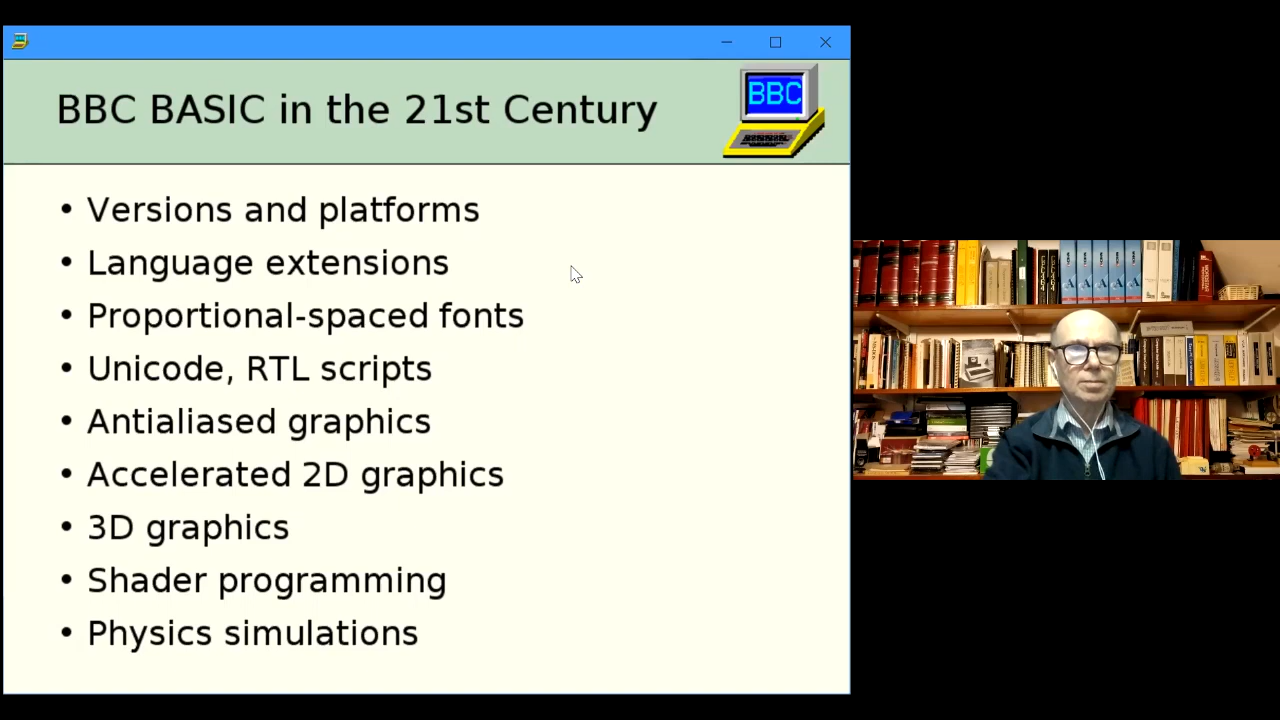 BBC BASIC in the 21st Century
BBC
• Versions and platforms
• Language extensions
• Proportional-spaced fonts
• Unicode, RTL scripts
• Antialiased graphics
• Accelerated 2D graphics
• 3D graphics
• Shader programming
• Physics simulations